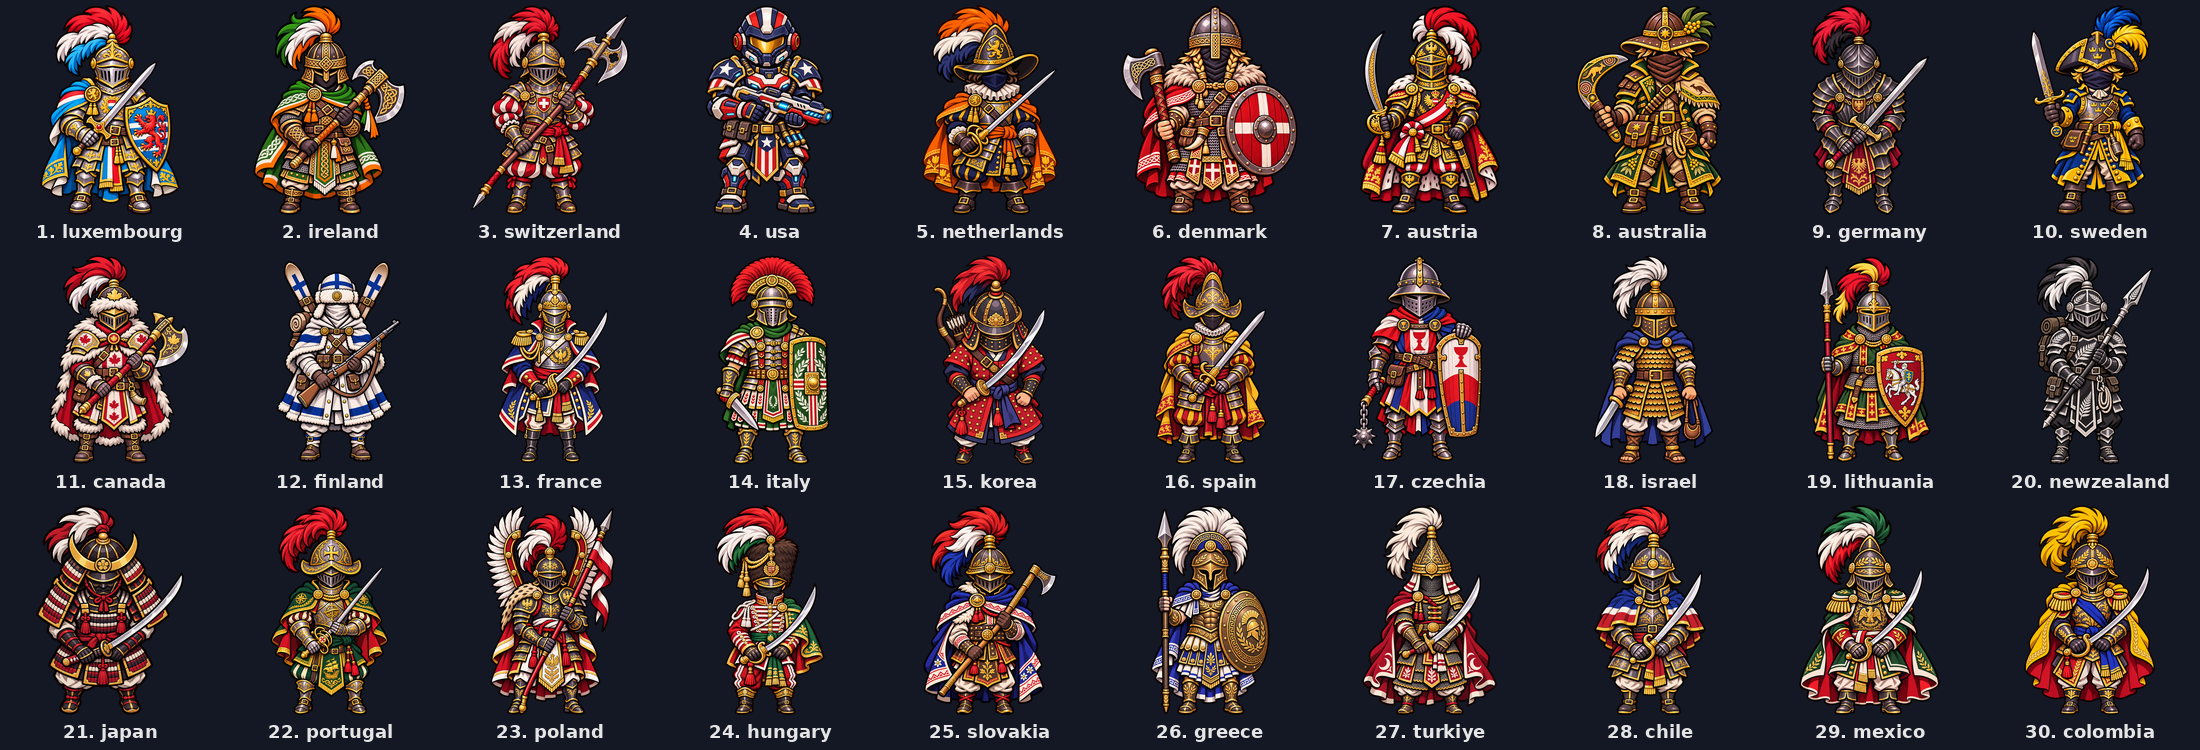 1. luxembourg
2. ireland
3. switzerland
4. usa
5. netherlands
6. denmark
7. austria
8. australia
9. germany
10. sweden
11. canada
12. finland
13. france
14. italy
15. korea
16. spain
17. czechia
18. israel
19. lithuania
20. newzealand
21. japan
22. portugal
23. poland
24. hungary
25. slovakia
26. greece
27. turkiye
28. chile
29. mexico
30. colombia